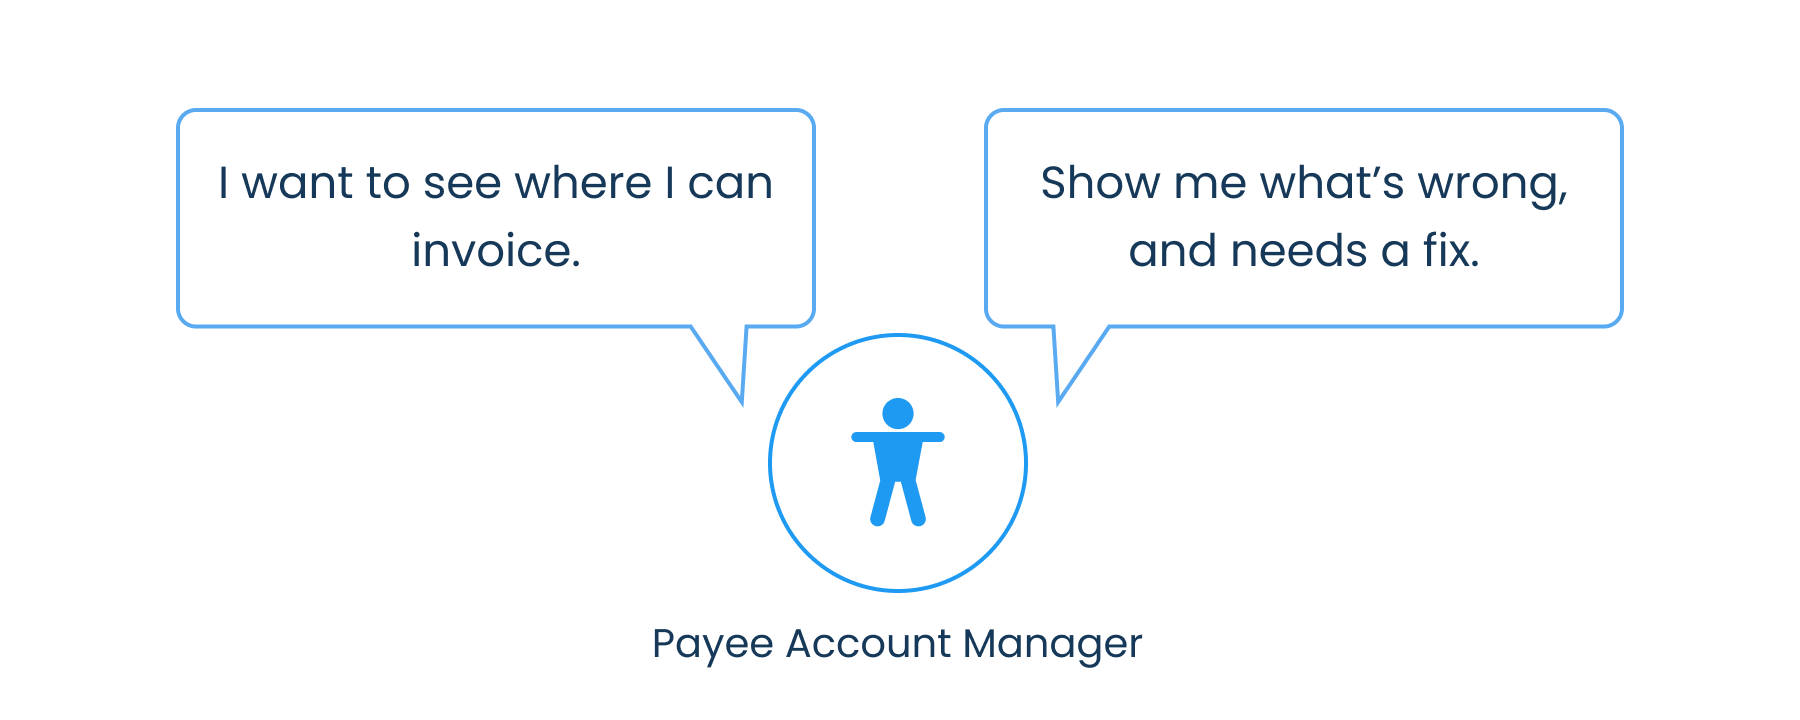 I want to see where I can
invoice.
Show me what’s wrong,
and needs a fix.
Payee Account Manager